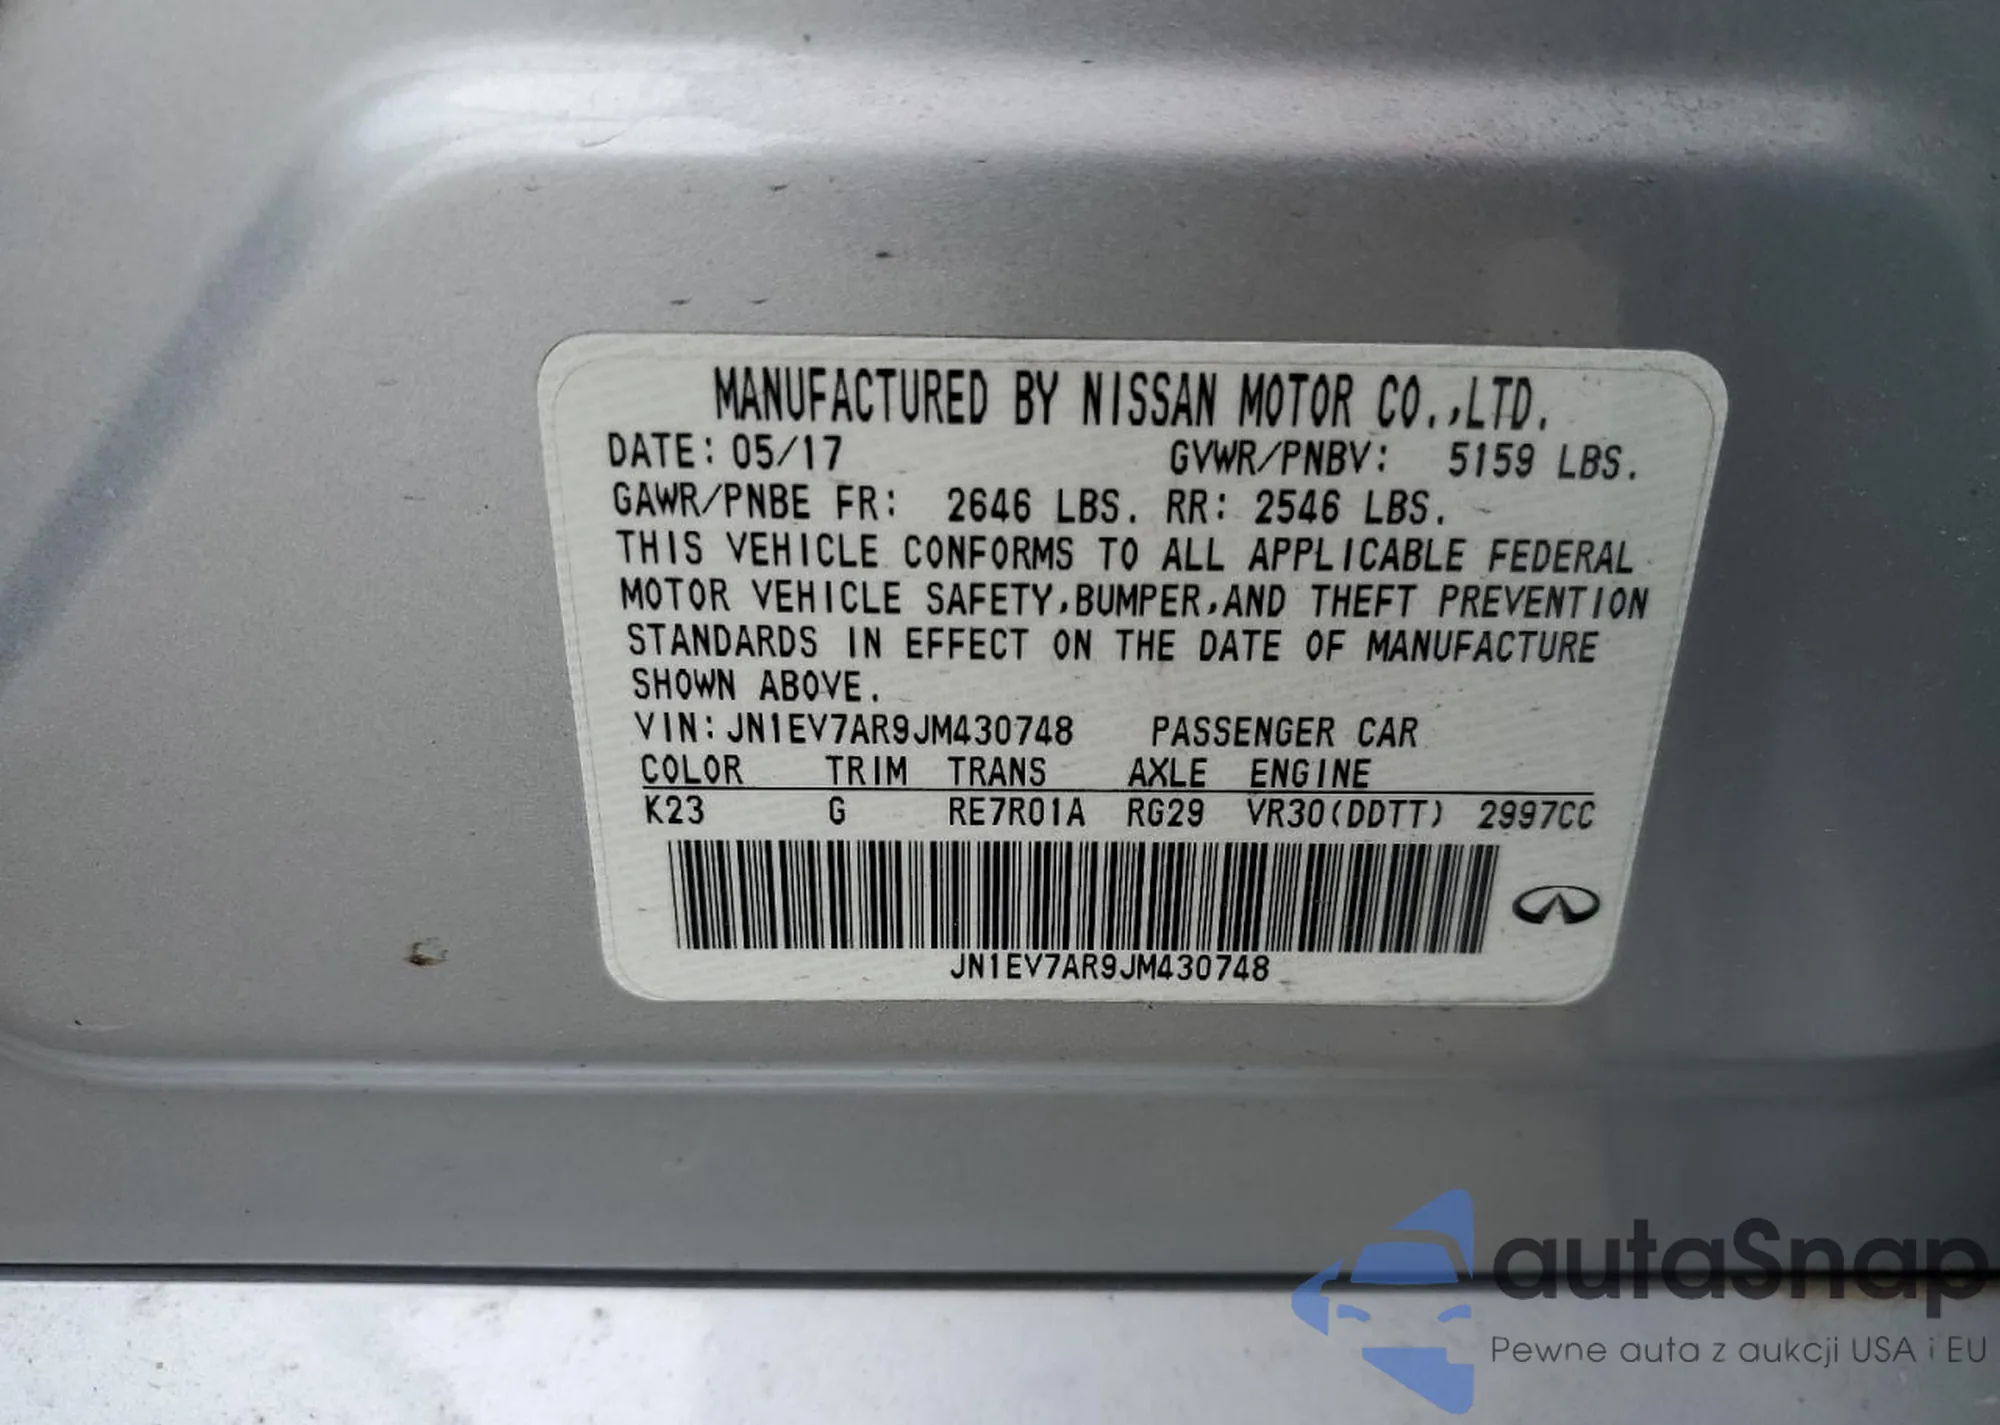 MANUFACTURED BY NISSAN MOTOR CO.,LTD.
DATE: 05/17 GVWR/PNBV: 5159 LBS.
GAWR/PNBE FR: 2646 LBS. RR: 2546 LBS.
THIS VEHICLE CONFORMS TO ALL APPLICABLE FEDERAL
MOTOR VEHICLE SAFETY,BUMPER,AND THEFT PREVENTION
STANDARDS IN EFFECT ON THE DATE OF MANUFACTURE
SHOWN ABOVE.
VIN:JN1EV7AR9JM430748 PASSENGER CAR
COLOR TRIM TRANS AXLE ENGINE
K23 G RE7R01A RG29 VR30(DDTT) 2997CC
JN1EV7AR9JM430748
autaSnap
Pewne auta z aukcji USA i EU